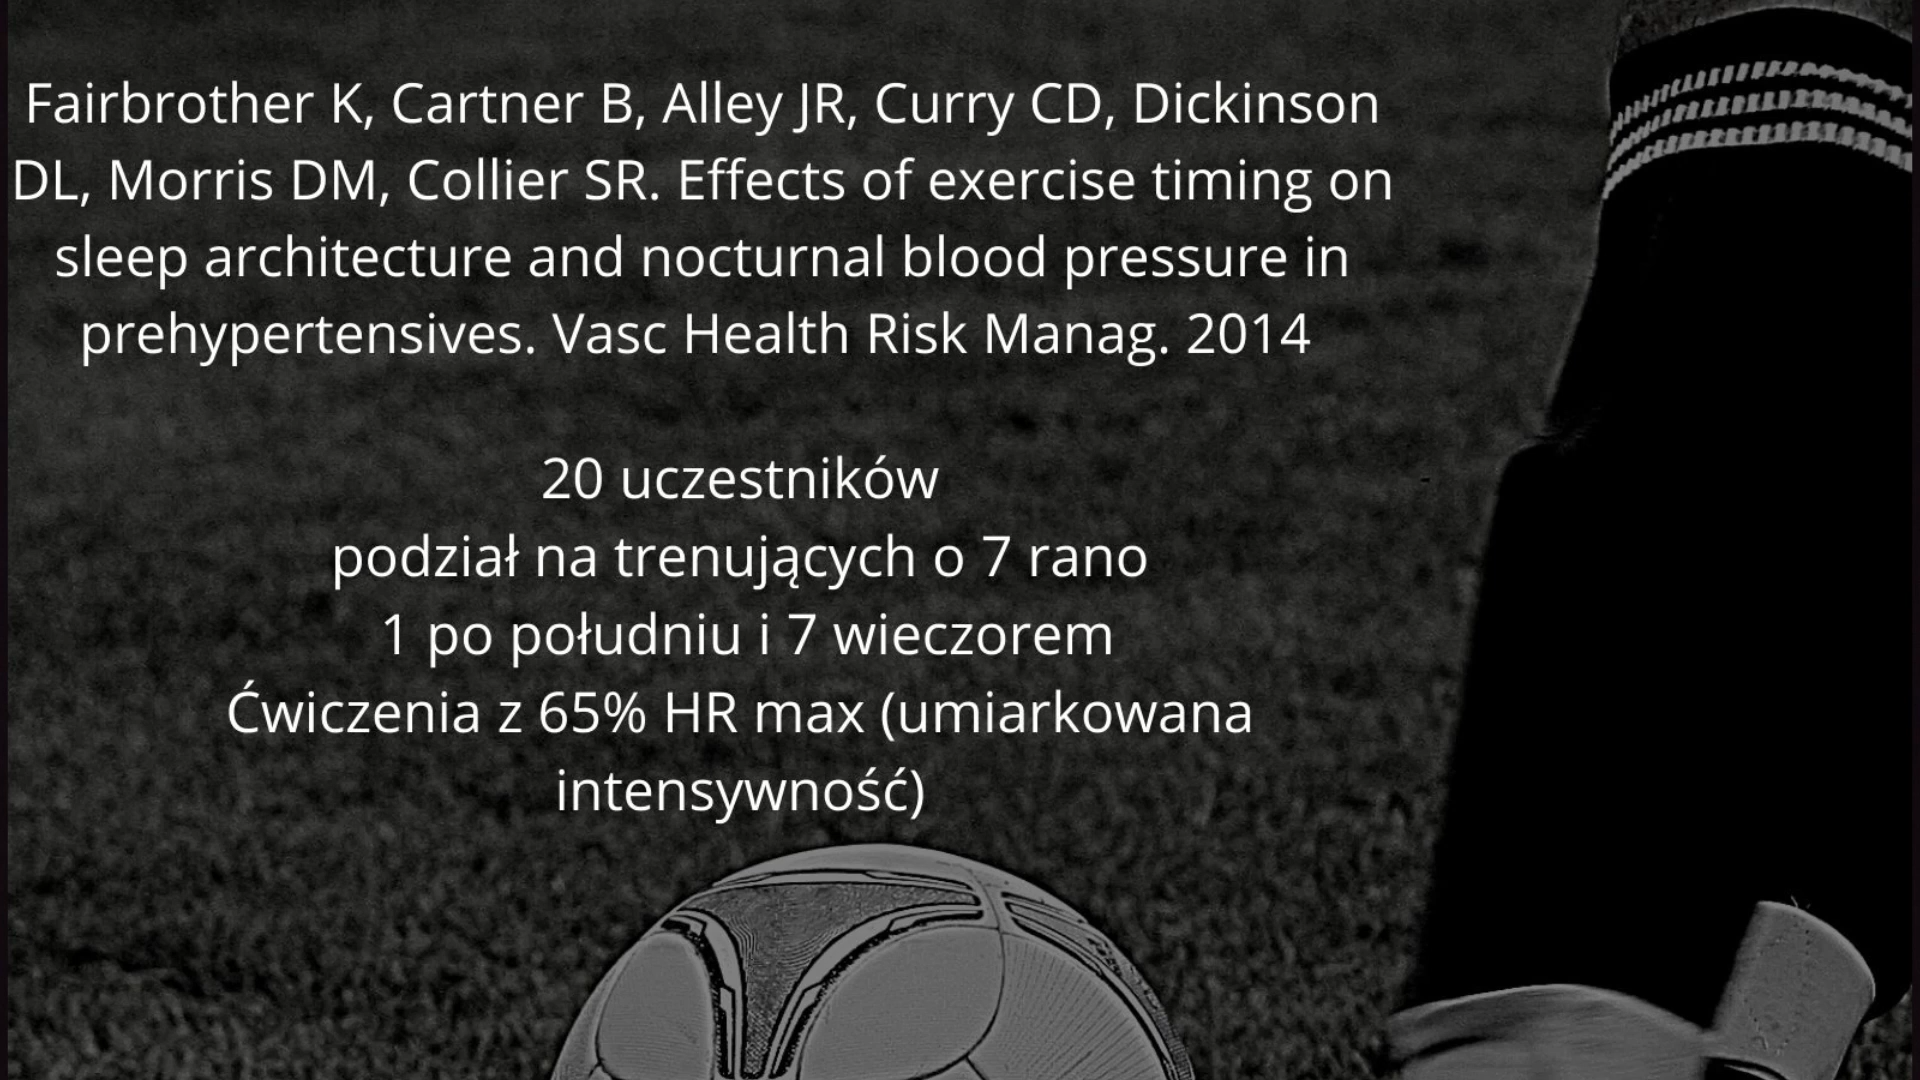 Fairbrother K, Cartner B, Alley JR, Curry CD, Dickinson
DL, Morris DM, Collier SR. Effects of exercise timing on
sleep architecture and nocturnal blood pressure in
prehypertensives. Vasc Health Risk Manag. 2014
20 uczestników
podział na trenujących o 7 rano
1 po południu i 7 wieczorem
Ćwiczenia z 65% HR max (umiarkowana
intensywność)